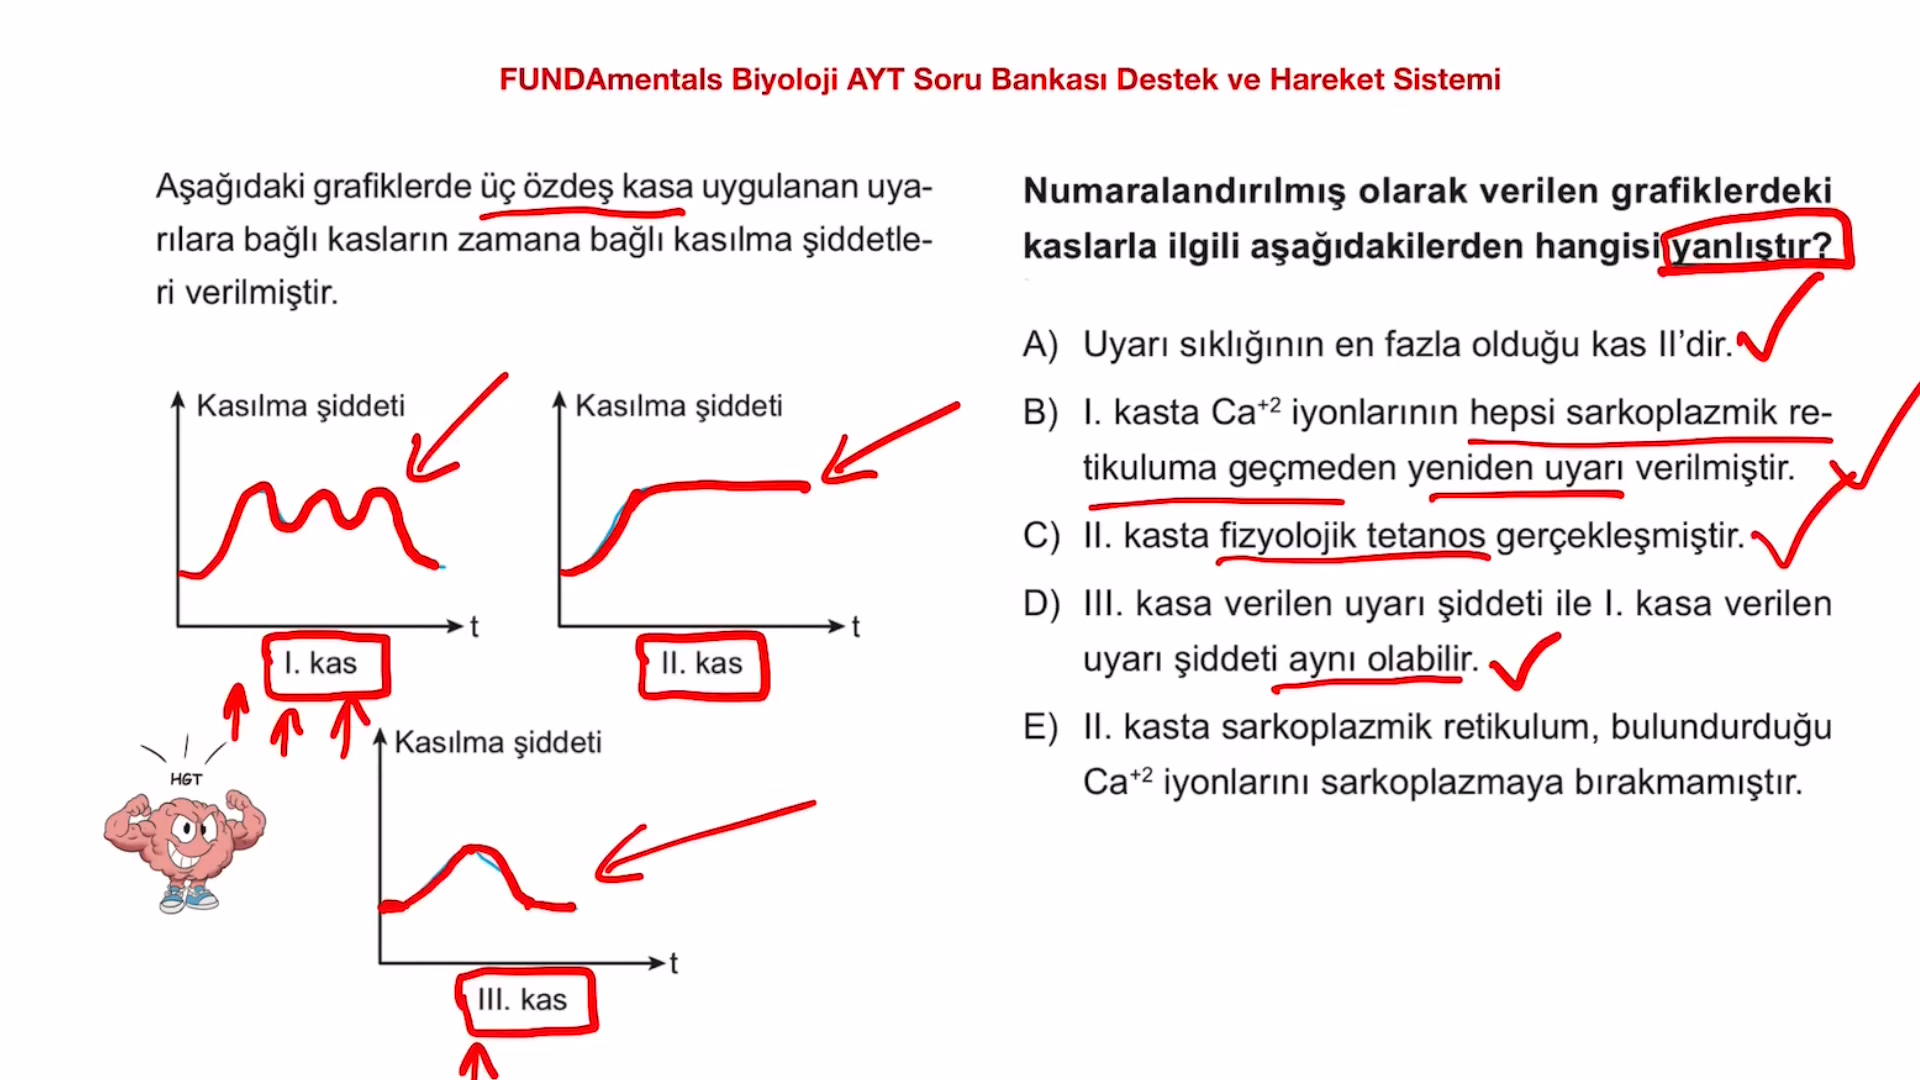 FUNDAmentals Biyoloji AYT Soru Bankası Destek ve Hareket Sistemi
Aşağıdaki grafiklerde üç özdeş kasa uygulanan uya-
rılara bağlı kasların zamana bağlı kasılma şiddetle-
ri verilmiştir.
Kasılma şiddeti
t
I. kas
Kasılma şiddeti
t
II. kas
HGT
Kasılma şiddeti
t
III. kas
Numaralandırılmış olarak verilen grafiklerdeki
kaslarla ilgili aşağıdakilerden hangisi yanlıştır?
A) Uyarı sıklığının en fazla olduğu kas II'dir.
B) I. kasta Ca+2 iyonlarının hepsi sarkoplazmik re-
tikuluma geçmeden yeniden uyarı verilmiştir.
C) II. kasta fizyolojik tetanos gerçekleşmiştir.
D) III. kasa verilen uyarı şiddeti ile I. kasa verilen
uyarı şiddeti aynı olabilir.
E) II. kasta sarkoplazmik retikulum, bulundurduğu
Ca+2 iyonlarını sarkoplazmaya bırakmamıştır.